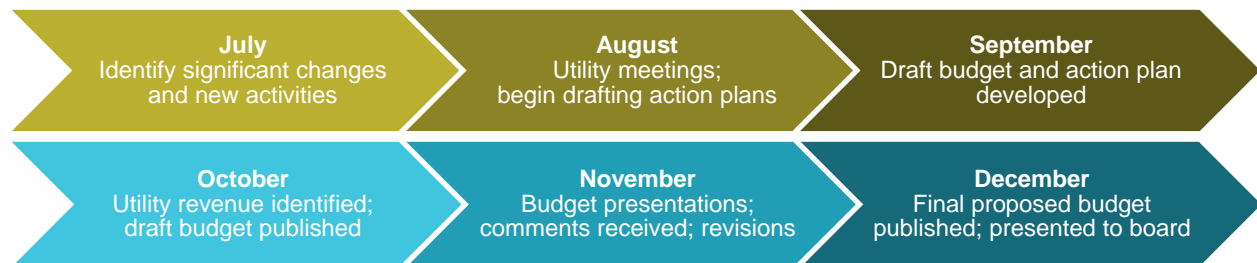 July
Identify significant changes
and new activities
August
Utility meetings;
begin drafting action plans
September
Draft budget and action plan
developed
October
Utility revenue identified;
draft budget published
November
Budget presentations;
comments received; revisions
December
Final proposed budget
published; presented to board